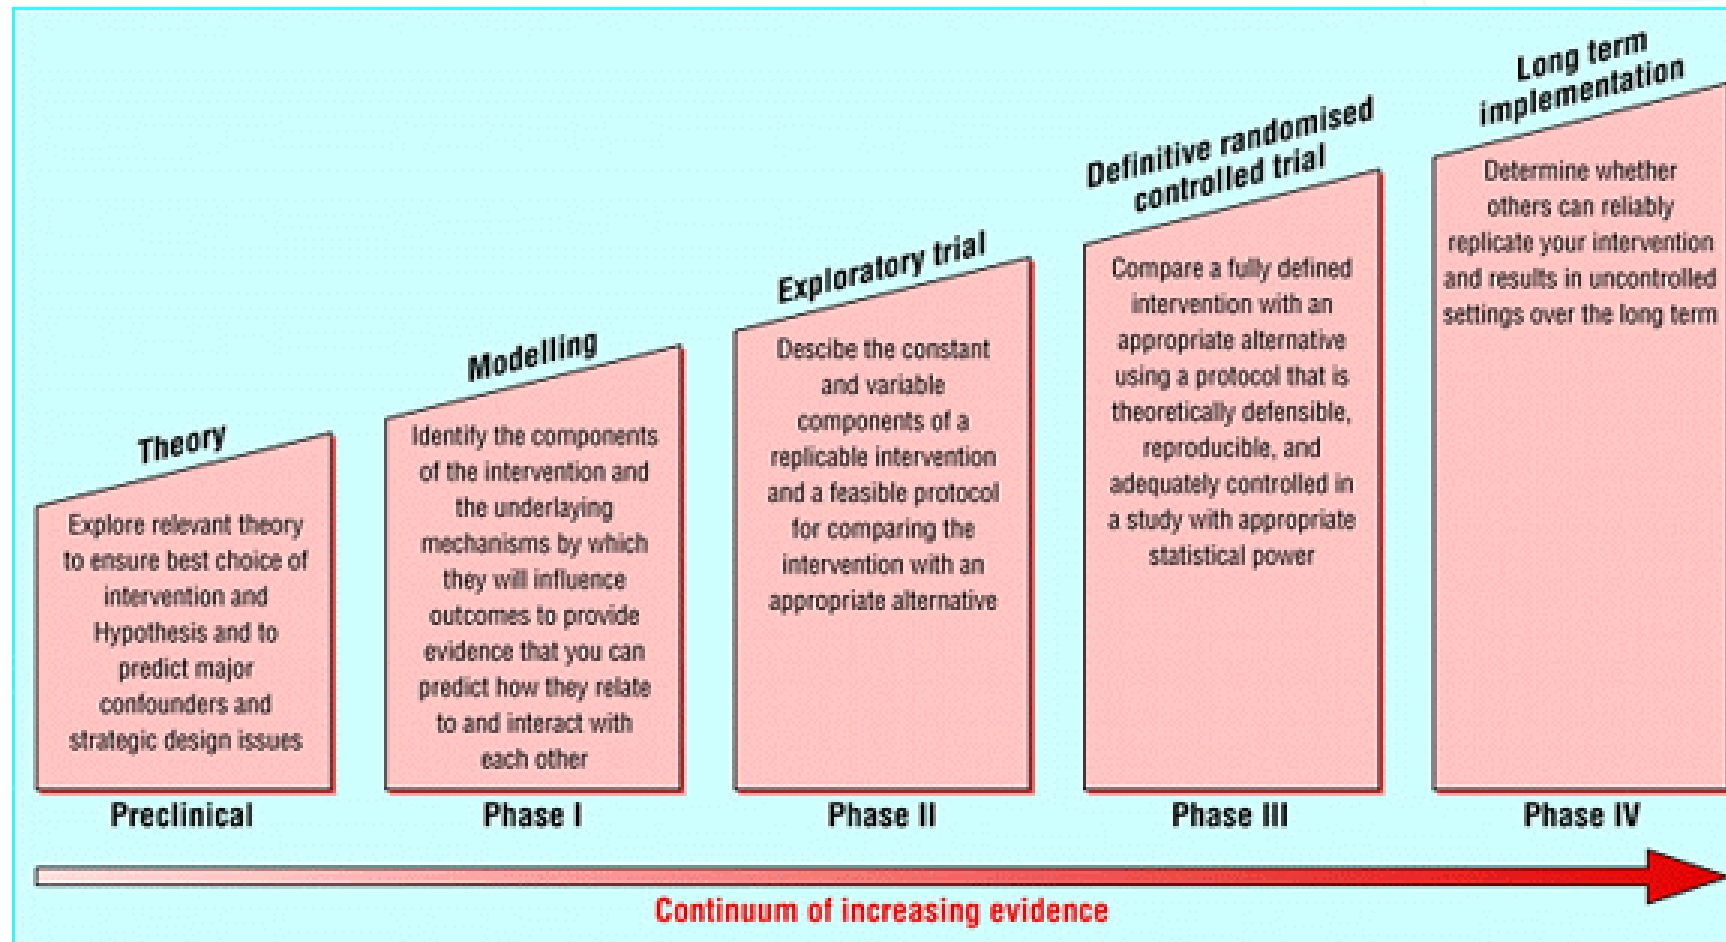 Theory
Explore relevant theory
to ensure best choice of
intervention and
Hypothesis and to
predict major
confounders and
strategic design issues
Preclinical
Modelling
Identify the components
of the intervention and
the underlaying
mechanisms by which
they will influence
outcomes to provide
evidence that you can
predict how they relate
to and interact with
each other
Phase I
Exploratory trial
Descibe the constant
and variable
components of a
replicable intervention
and a feasible protocol
for comparing the
intervention with an
appropriate alternative
Phase II
Definitive randomised
controlled trial
Compare a fully defined
intervention with an
appropriate alternative
using a protocol that is
theoretically defensible,
reproducible, and
adequately controlled in
a study with appropriate
statistical power
Phase III
Long term
implementation
Determine whether
others can reliably
replicate your intervention
and results in uncontrolled
settings over the long term
Phase IV
Continuum of increasing evidence